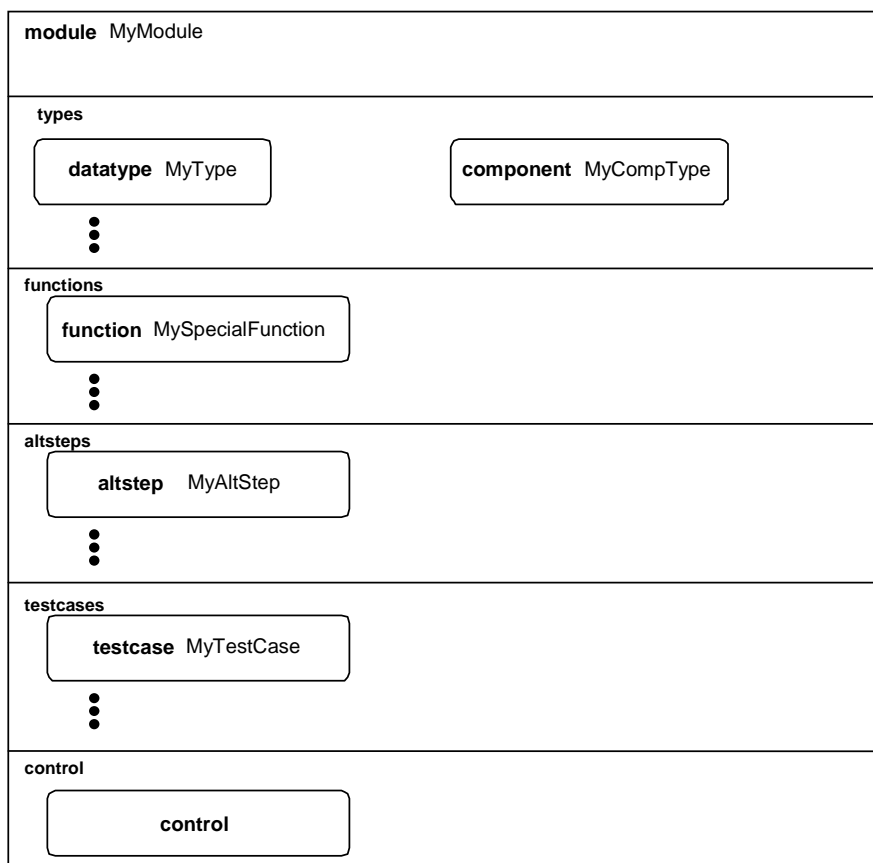 module MyModule
types
datatype MyType component MyCompType
functions
function MySpecialFunction
altsteps
altstep MyAltStep
testcases
testcase MyTestCase
control
control